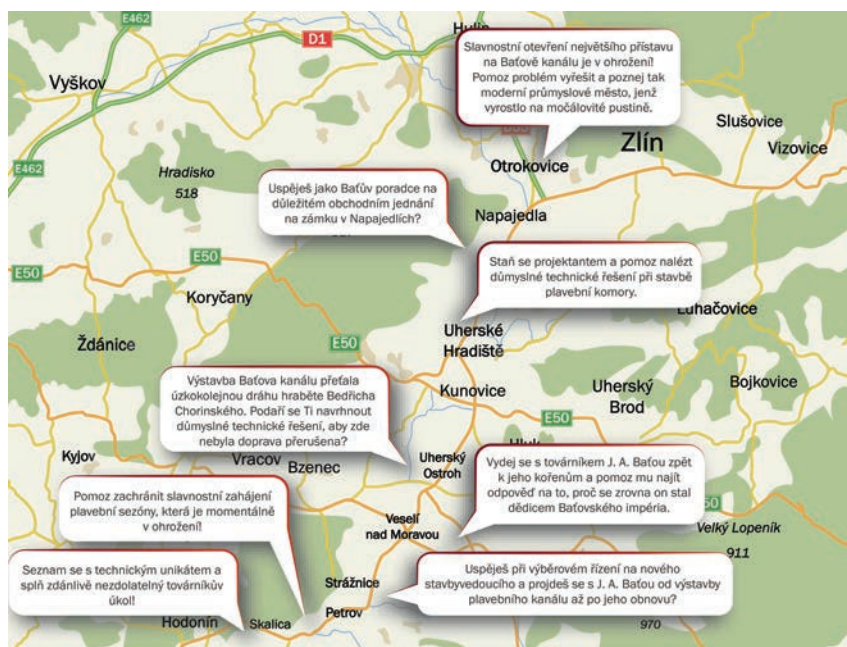 E462
D1
Hulín
Vyškov
Slavnostní otevření největšího přístavu
na Baťově kanálu je v ohrožení!
Pomoz problém vyřešit a poznej tak
moderní průmyslové město, jenž
vyrostlo na močálovité pustině.
Slušovice
Zlín
Vizovice
E462
Hradisko
518
Otrokovice
Uspěješ jako Baťův poradce na
důležitém obchodním jednání
na zámku v Napajedlích?
Napajedla
E50
E50
Staň se projektantem a pomoz nalézt
důmyslné technické řešení při stavbě
plavební komory.
Koryčany
Luhačovice
Ždánice
E50
Uherské
Hradiště
Výstavba Baťova kanálu přeťala
úzkokolejnou dráhu hraběte Bedřicha
Chorinského. Podaří se Ti navrhnout
důmyslné technické řešení, aby zde
nebyla doprava přerušena?
Kunovice
Uherský
Brod
Bojkovice
E50
Hluk
Kyjov
Vracov
Bzenec
Uherský
Ostroh
Vydej se s továrníkem J. A. Baťou zpět
k jeho kořenům a pomoz mu najít
odpověď na to, proč se zrovna on stal
dědicem Baťovského impéria.
E50
Pomoz zachránit slavnostní zahájení
plavební sezóny, která je momentálně
v ohrožení!
Veselí
nad Moravou
Velký Lopeník
911
Seznam se s technickým unikátem a
splň zdánlivě nezdolatelný továrníkův
úkol!
Strážnice
Uspěješ při výběrovém řízení na nového
stavbyvedoucího a projdeš se s J. A. Baťou od výstavby
plavebního kanálu až po jeho obnovu?
Petrov
Hodonín
Skalica
970